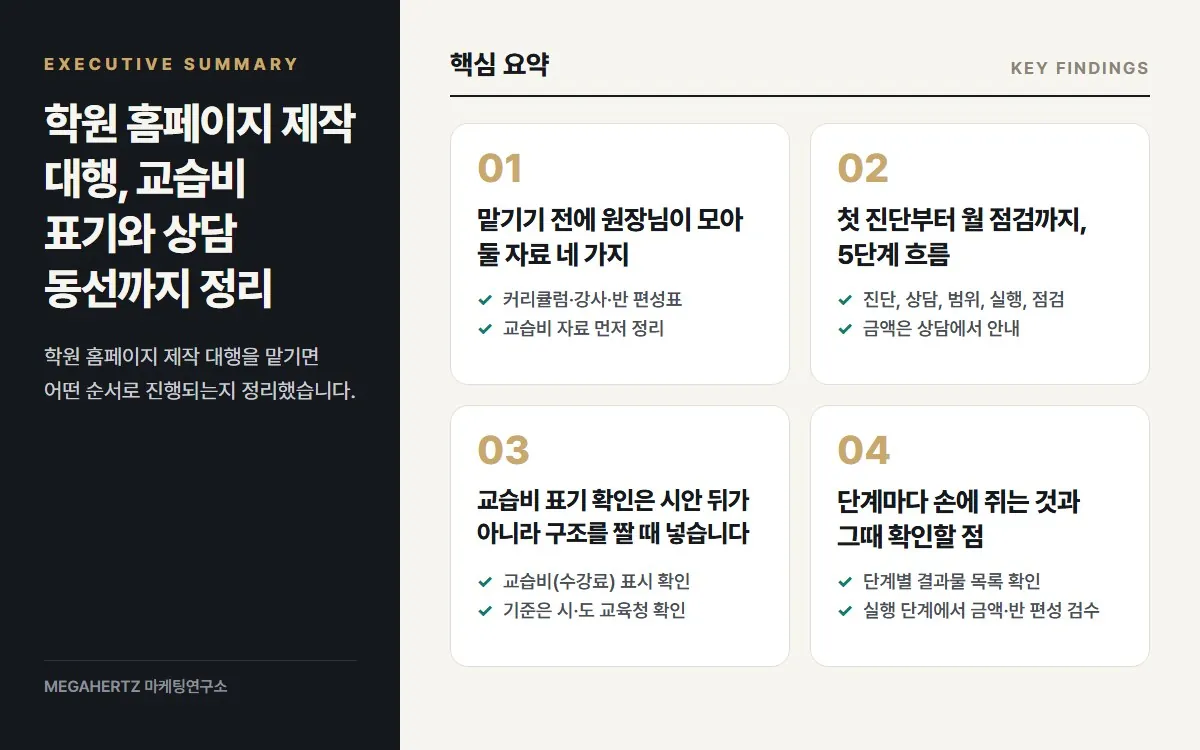 EXECUTIVE SUMMARY
학원 홈페이지 제작
대행, 교습비
표기와 상담
동선까지 정리
학원 홈페이지 제작 대행을 맡기면
어떤 순서로 진행되는지 정리했습니다.
MEGAHERTZ 마케팅연구소
핵심 요약
KEY FINDINGS
01
맡기기 전에 원장님이 모아
둘 자료 네 가지
커리큘럼·강사·반 편성표
교습비 자료 먼저 정리
02
첫 진단부터 월 점검까지,
5단계 흐름
진단, 상담, 범위, 실행, 점검
금액은 상담에서 안내
03
교습비 표기 확인은 시안 뒤가
아니라 구조를 짤 때 넣습니다
교습비(수강료) 표시 확인
기준은 시·도 교육청 확인
04
단계마다 손에 쥐는 것과
그때 확인할 점
단계별 결과물 목록 확인
실행 단계에서 금액·반 편성 검수